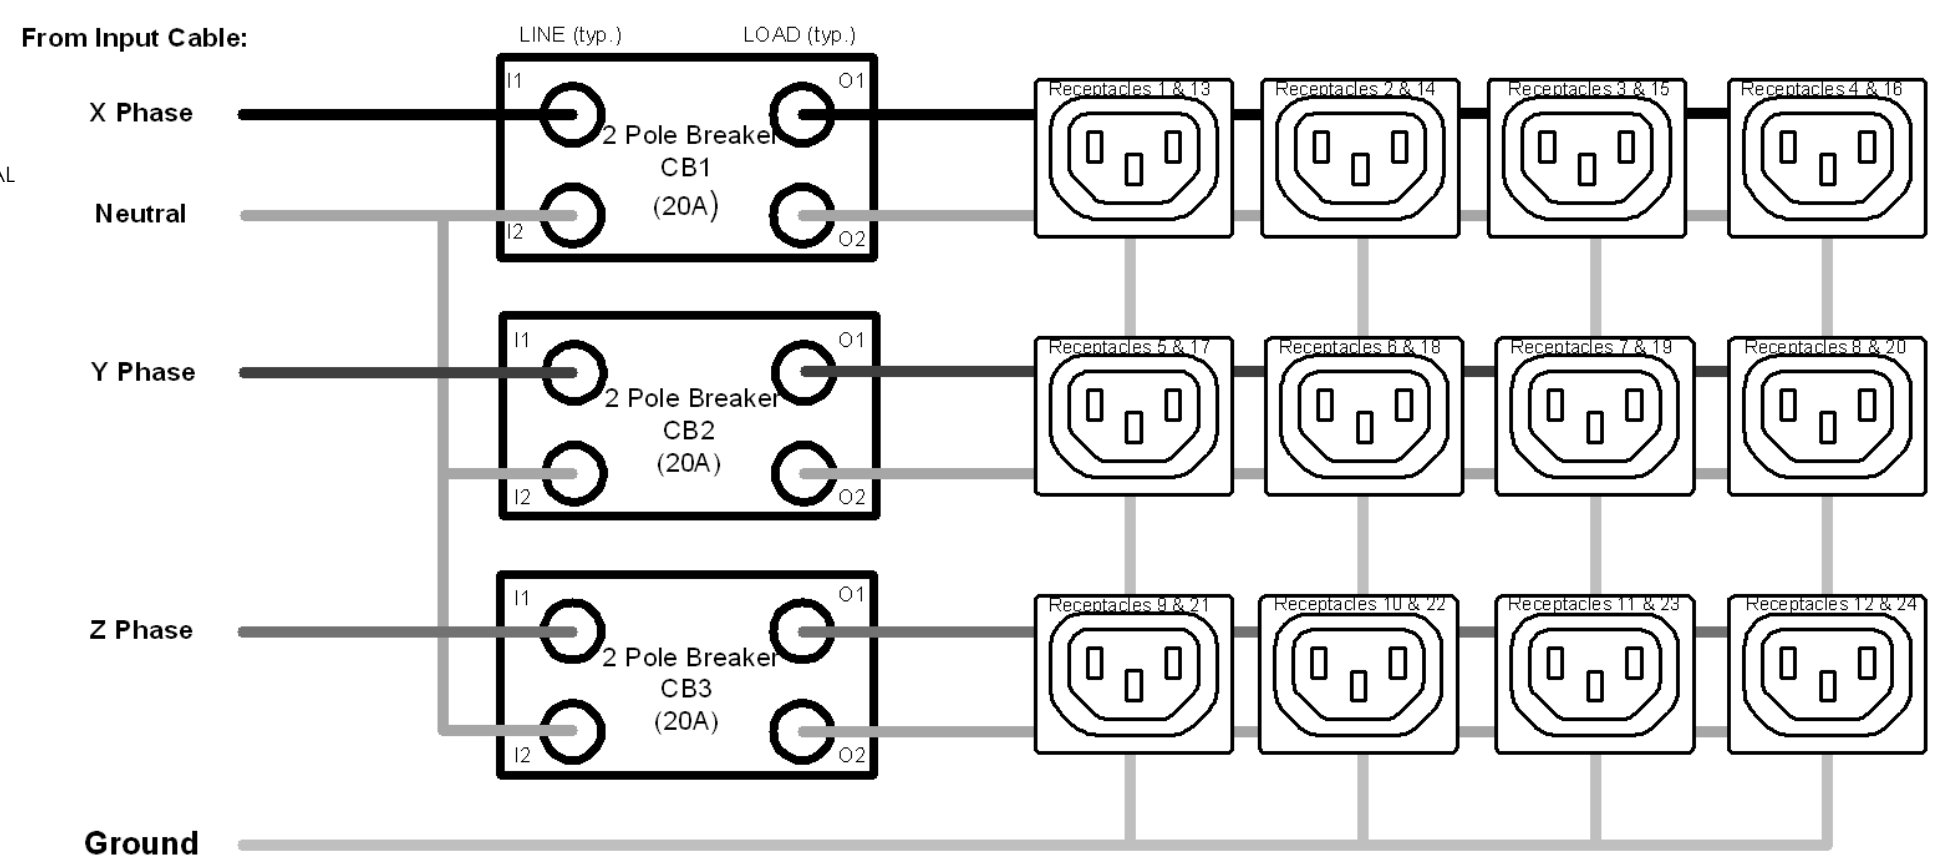 From Input Cable:
LINE (typ.)
LOAD (typ.)
I1
O1
X Phase
2 Pole Breaker
CB1
(20A)
Neutral
I2
O2
Receptacles 1 & 13
Receptacles 2 & 14
Receptacles 3 & 15
Receptacles 4 & 16
AL
I1
O1
Y Phase
2 Pole Breaker
CB2
(20A)
I2
O2
Receptacles 5 & 17
Receptacles 6 & 18
Receptacles 7 & 19
Receptacles 8 & 20
I1
O1
Z Phase
2 Pole Breaker
CB3
(20A)
I2
O2
Receptacles 9 & 21
Receptacles 10 & 22
Receptacles 11 & 23
Receptacles 12 & 24
Ground